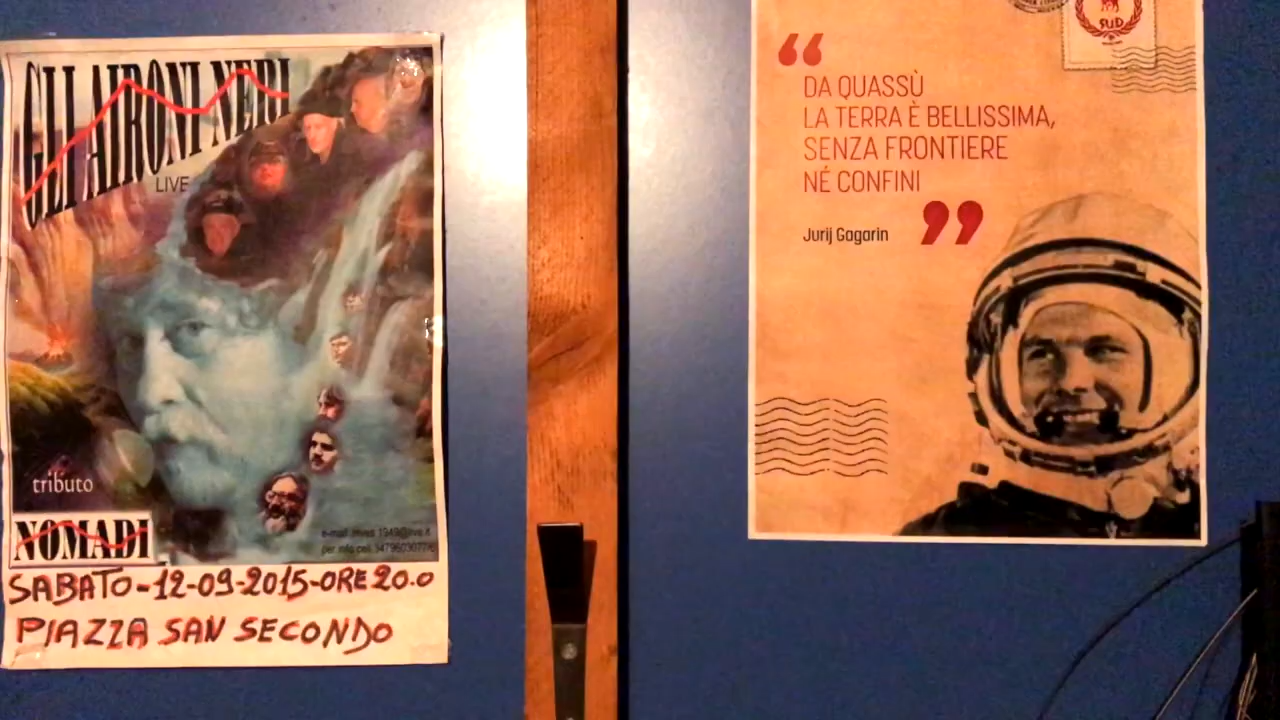 GLI AIRONI NERI
LIVE
tributo
NOMADI
SABATO-12-09-2015-ORE 20.0
PIAZZA SAN SECONDO
“
DA QUASSÙ
LA TERRA È BELLISSIMA,
SENZA FRONTIERE
NÉ CONFINI
”
Jurij Gagarin
SUD